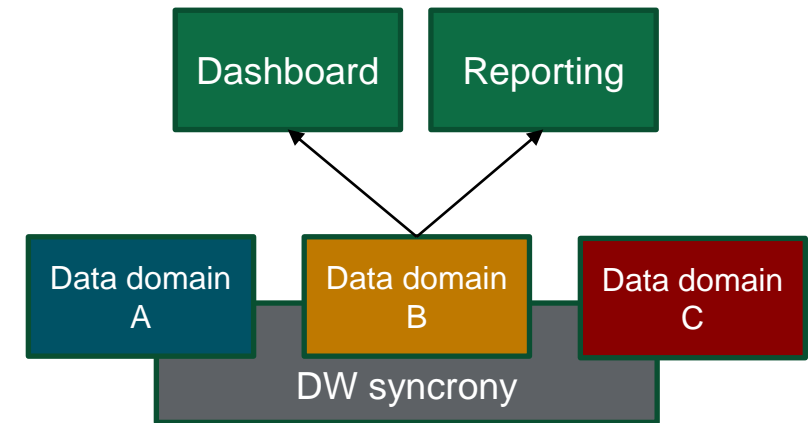 Dashboard
Reporting
Data domain
A
Data domain
B
Data domain
C
DW syncrony